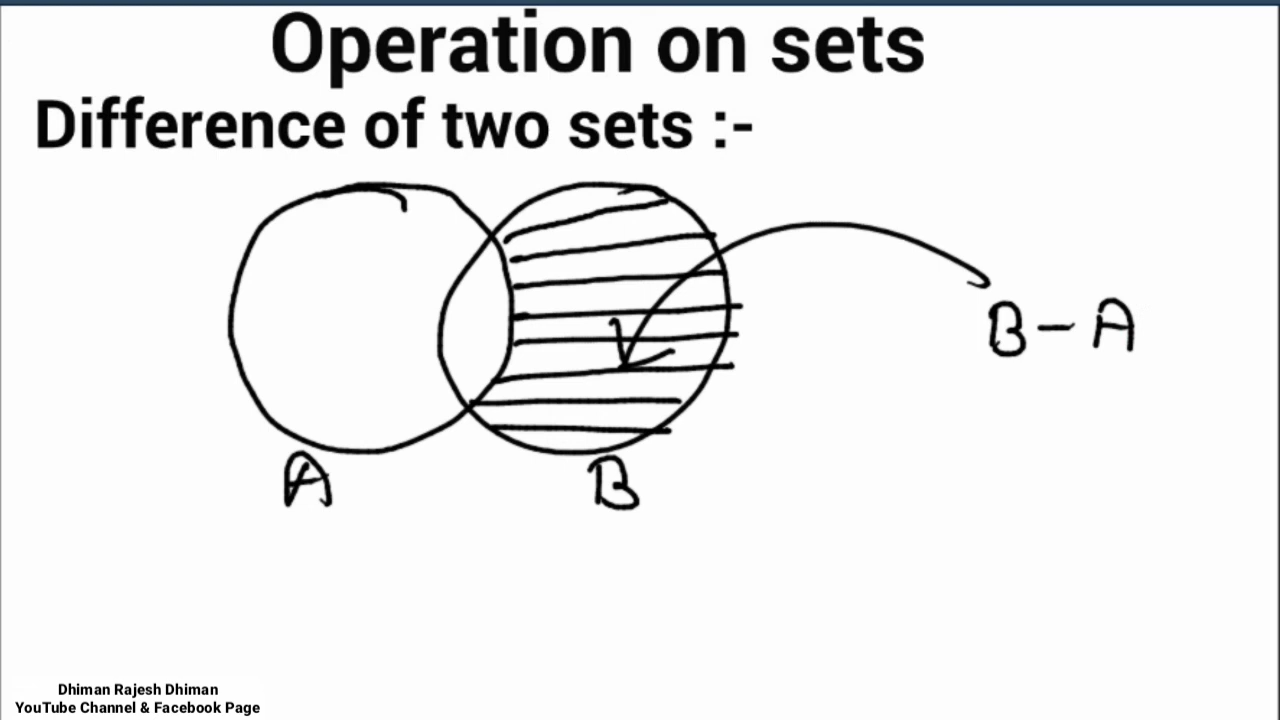 Operation on sets
Difference of two sets :-
B - A
A
B
Dhiman Rajesh Dhiman
YouTube Channel & Facebook Page